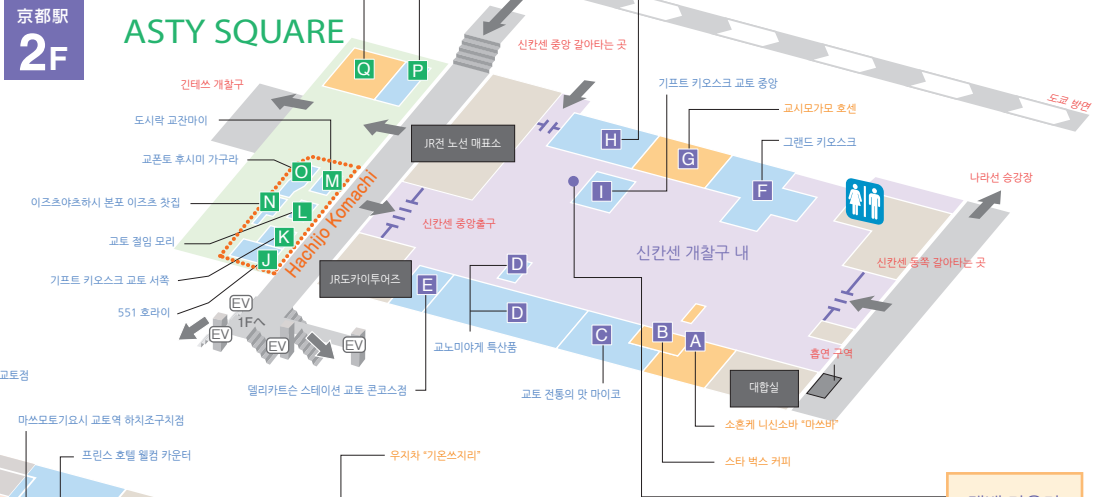 京都駅
2F
ASTY SQUARE
Q
P
신칸센 중앙 갈아타는 곳
긴테쓰 개찰구
도시락 교잔마이
교폰토 후시미 가구라
이즈츠야츠하시 본포 이즈츠 찻집
교토 절임 모리
기프트 키오스크 교토 서쪽
551 호라이
O
M
N
L
K
J
Hachijo Komachi
JR전 노선 매표소
신칸센 중앙출구
JR도카이투어즈
기프트 키오스크 교토 중앙
교시모가모 호센
그랜드 키오스크
도쿄 방면
H
G
F
I
나라선 승강장
신칸센 개찰구 내
신칸센 동쪽 갈아타는 곳
D
E
D
C
B
A
EV
1Fへ
EV
EV
EV
교노미야게 특산품
델리카트슨 스테이션 교토 콘코스점
교토 전통의 맛 마이코
흡연 구역
대합실
소혼케 니신소바 "마쓰바"
스타 벅스 커피
교토점
마쓰모토기요시 교토역 하치조구치점
프린스 호텔 웰컴 카운터
우지차 "기온쓰지리"